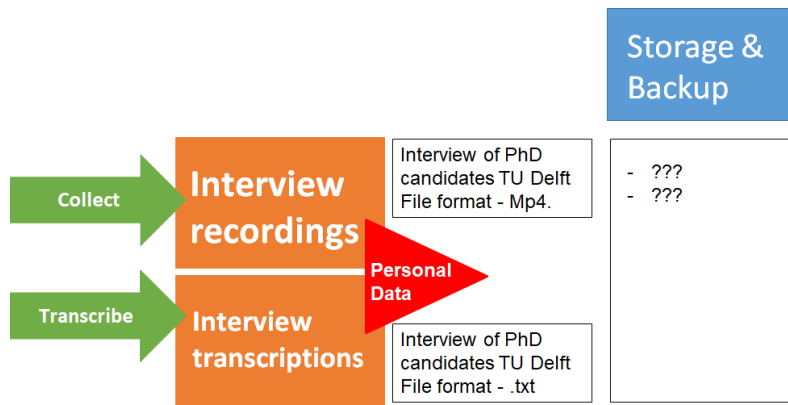 Storage &
Backup
Collect
Interview
recordings
Interview of PhD
candidates TU Delft
File format - Mp4.
- ???
- ???
Personal
Data
Transcribe
Interview
transcriptions
Interview of PhD
candidates TU Delft
File format - .txt